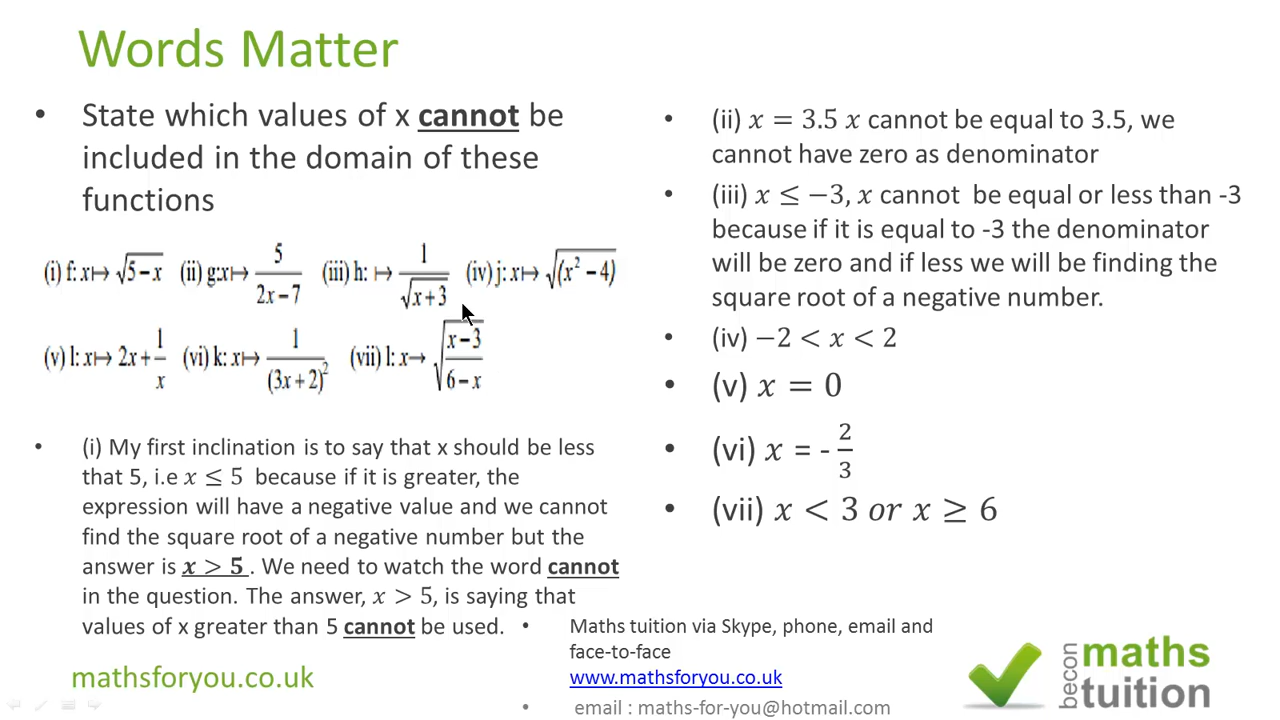 Words Matter
• State which values of x cannot be
included in the domain of these
functions
(i) f: x↦ √(5−x) (ii) g:x↦ 5/(2x−7) (iii) h: ↦ 1/√(x+3) (iv) j: x↦ √((x²−4))
(v) l: x↦ 2x+1/x (vi) k: x↦ 1/(3x+2)² (vii) l: x→ √((x−3)/(6−x))
• (i) My first inclination is to say that x should be less
that 5, i.e x ≤ 5 because if it is greater, the
expression will have a negative value and we cannot
find the square root of a negative number but the
answer is x > 5 . We need to watch the word cannot
in the question. The answer, x > 5, is saying that
values of x greater than 5 cannot be used.
mathsforyou.co.uk
• (ii) x = 3.5 x cannot be equal to 3.5, we
cannot have zero as denominator
• (iii) x ≤ −3, x cannot be equal or less than -3
because if it is equal to -3 the denominator
will be zero and if less we will be finding the
square root of a negative number.
• (iv) −2 < x < 2
• (v) x = 0
• (vi) x = - 2/3
• (vii) x < 3 or x ≥ 6
• Maths tuition via Skype, phone, email and
face-to-face
www.mathsforyou.co.uk
• email : maths-for-you@hotmail.com
becon
maths
tuition